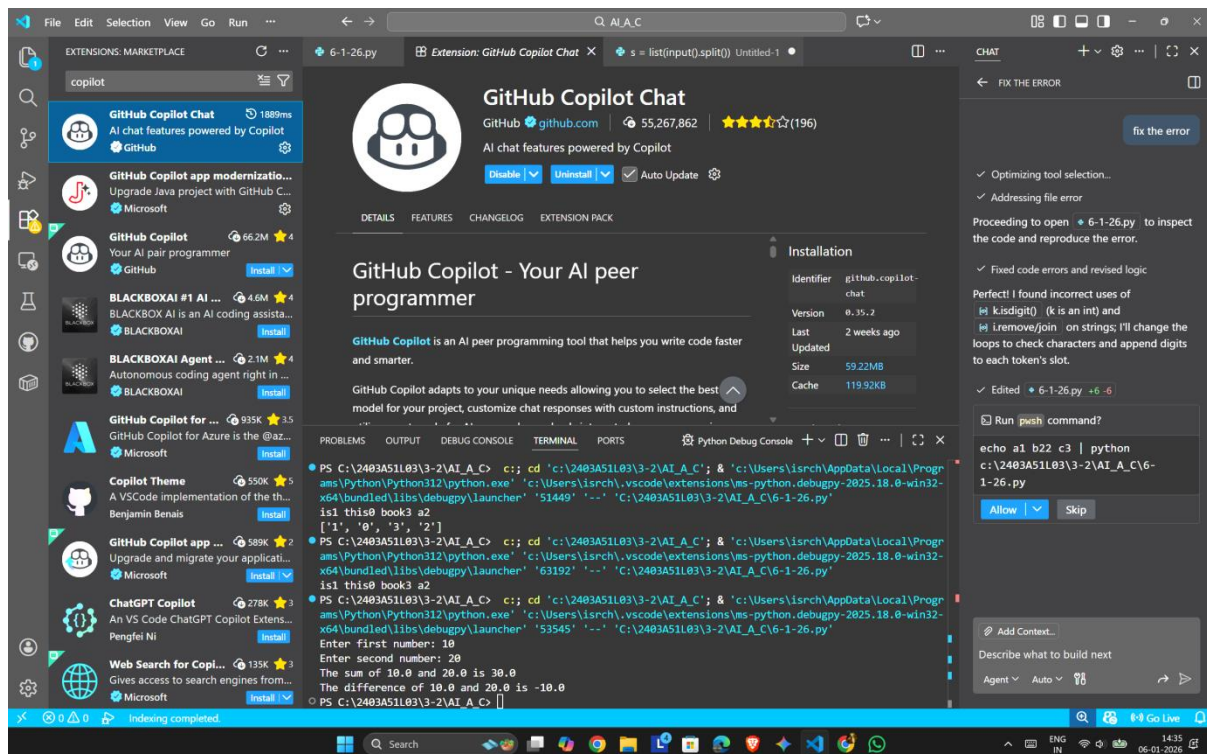 File Edit Selection View Go Run ···
AI_A_C
EXTENSIONS: MARKETPLACE
copilot
GitHub Copilot Chat 1889ms
AI chat features powered by Copilot
GitHub
GitHub Copilot app modernizatio...
Upgrade Java project with GitHub C...
Microsoft
GitHub Copilot 66.2M 4
Your AI pair programmer
GitHub Install
BLACKBOXAI #1 AI ... 4.6M 4
BLACKBOX AI is an AI coding assista...
BLACKBOXAI Install
BLACKBOXAI Agent ... 2.1M 4
Autonomous coding agent right in ...
BLACKBOXAI Install
GitHub Copilot for ... 935K 3.5
GitHub Copilot for Azure is the @az...
Microsoft Install
Copilot Theme 550K 5
A VSCode implementation of the th...
Benjamin Benais Install
GitHub Copilot app ... 589K 2
Upgrade and migrate your applicati...
Microsoft Install
ChatGPT Copilot 278K 3
An VS Code ChatGPT Copilot Extens...
Pengfei Ni Install
Web Search for Copi... 135K 3
Gives access to search engines from...
Microsoft Install
6-1-26.py Extension: GitHub Copilot Chat s = list(input().split()) Untitled-1
GitHub Copilot Chat
GitHub github.com 55,267,862 (196)
AI chat features powered by Copilot
Disable Uninstall Auto Update
DETAILS FEATURES CHANGELOG EXTENSION PACK
GitHub Copilot - Your AI peer
programmer
GitHub Copilot is an AI peer programming tool that helps you write code faster
and smarter.
GitHub Copilot adapts to your unique needs allowing you to select the best
model for your project, customize chat responses with custom instructions, and
Installation
Identifier github.copilot-
chat
Version 0.35.2
Last 2 weeks ago
Updated
Size 59.22MB
Cache 119.92KB
PROBLEMS OUTPUT DEBUG CONSOLE TERMINAL PORTS Python Debug Console
PS C:\2403A51L03\3-2\AI_A_C> c:; cd 'c:\2403A51L03\3-2\AI_A_C'; & 'c:\Users\isrch\AppData\Local\Progr
ams\Python\Python312\python.exe' 'c:\Users\isrch\.vscode\extensions\ms-python.debugpy-2025.18.0-win32-
x64\bundled\libs\debugpy\launcher' '51449' '--' 'C:\2403A51L03\3-2\AI_A_C\6-1-26.py'
is1 this0 book3 a2
['1', '0', '3', '2']
PS C:\2403A51L03\3-2\AI_A_C> c:; cd 'c:\2403A51L03\3-2\AI_A_C'; & 'c:\Users\isrch\AppData\Local\Progr
ams\Python\Python312\python.exe' 'c:\Users\isrch\.vscode\extensions\ms-python.debugpy-2025.18.0-win32-
x64\bundled\libs\debugpy\launcher' '63192' '--' 'C:\2403A51L03\3-2\AI_A_C\6-1-26.py'
is1 this0 book3 a2
PS C:\2403A51L03\3-2\AI_A_C> c:; cd 'c:\2403A51L03\3-2\AI_A_C'; & 'c:\Users\isrch\AppData\Local\Progr
ams\Python\Python312\python.exe' 'c:\Users\isrch\.vscode\extensions\ms-python.debugpy-2025.18.0-win32-
x64\bundled\libs\debugpy\launcher' '53545' '--' 'C:\2403A51L03\3-2\AI_A_C\6-1-26.py'
Enter first number: 10
Enter second number: 20
The sum of 10.0 and 20.0 is 30.0
The difference of 10.0 and 20.0 is -10.0
PS C:\2403A51L03\3-2\AI_A_C>
CHAT
FIX THE ERROR
fix the error
Optimizing tool selection...
Addressing file error
Proceeding to open 6-1-26.py to inspect
the code and reproduce the error.
Fixed code errors and revised logic
Perfect! I found incorrect uses of
k.isdigit() (k is an int) and
i.remove/join on strings; I'll change the
loops to check characters and append digits
to each token's slot.
Edited 6-1-26.py +6 -6
Run pwsh command?
echo a1 b22 c3 | python
c:\2403A51L03\3-2\AI_A_C\6-
1-26.py
Allow Skip
Add Context...
Describe what to build next
Agent Auto
0 0 Indexing completed.
Go Live
Search
ENG
IN
14:35
06-01-2026